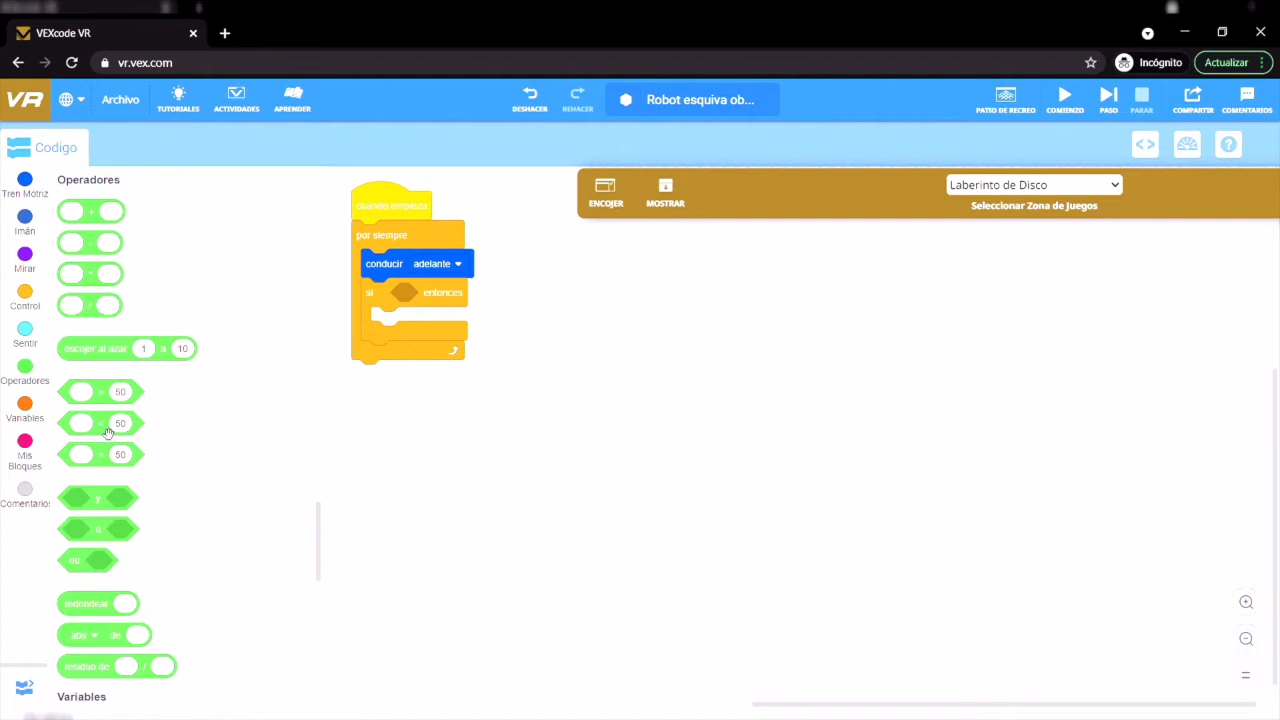 VEXcode VR
vr.vex.com
Incógnito
Actualizar
VR
Archivo
TUTORIALES
ACTIVIDADES
APRENDER
DESHACER
REHACER
Robot esquiva ob...
PATIO DE RECREO
COMIENZO
PASO
PARAR
COMPARTIR
COMENTARIOS
Codigo
Tren Motriz
Imán
Mirar
Control
Sentir
Operadores
Variables
Mis
Bloques
Comentarios
Operadores
+
-
*
/
escojer al azar 1 a 10
> 50
< 50
= 50
y
u
no
redondear
abs de
residuo de /
Variables
cuando empieza
por siempre
conducir adelante
si entonces
ENCOJER
MOSTRAR
Laberinto de Disco
Seleccionar Zona de Juegos